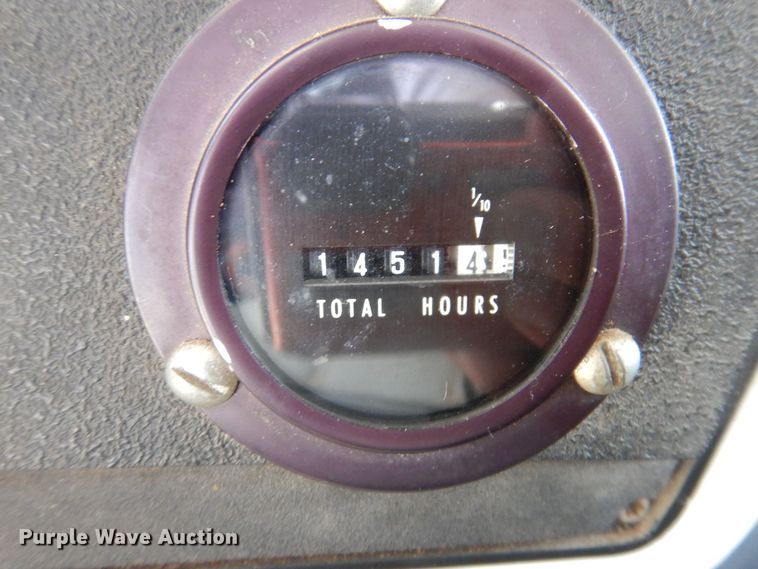 1/10
1 4 5 1 4
TOTAL HOURS
Purple Wave Auction